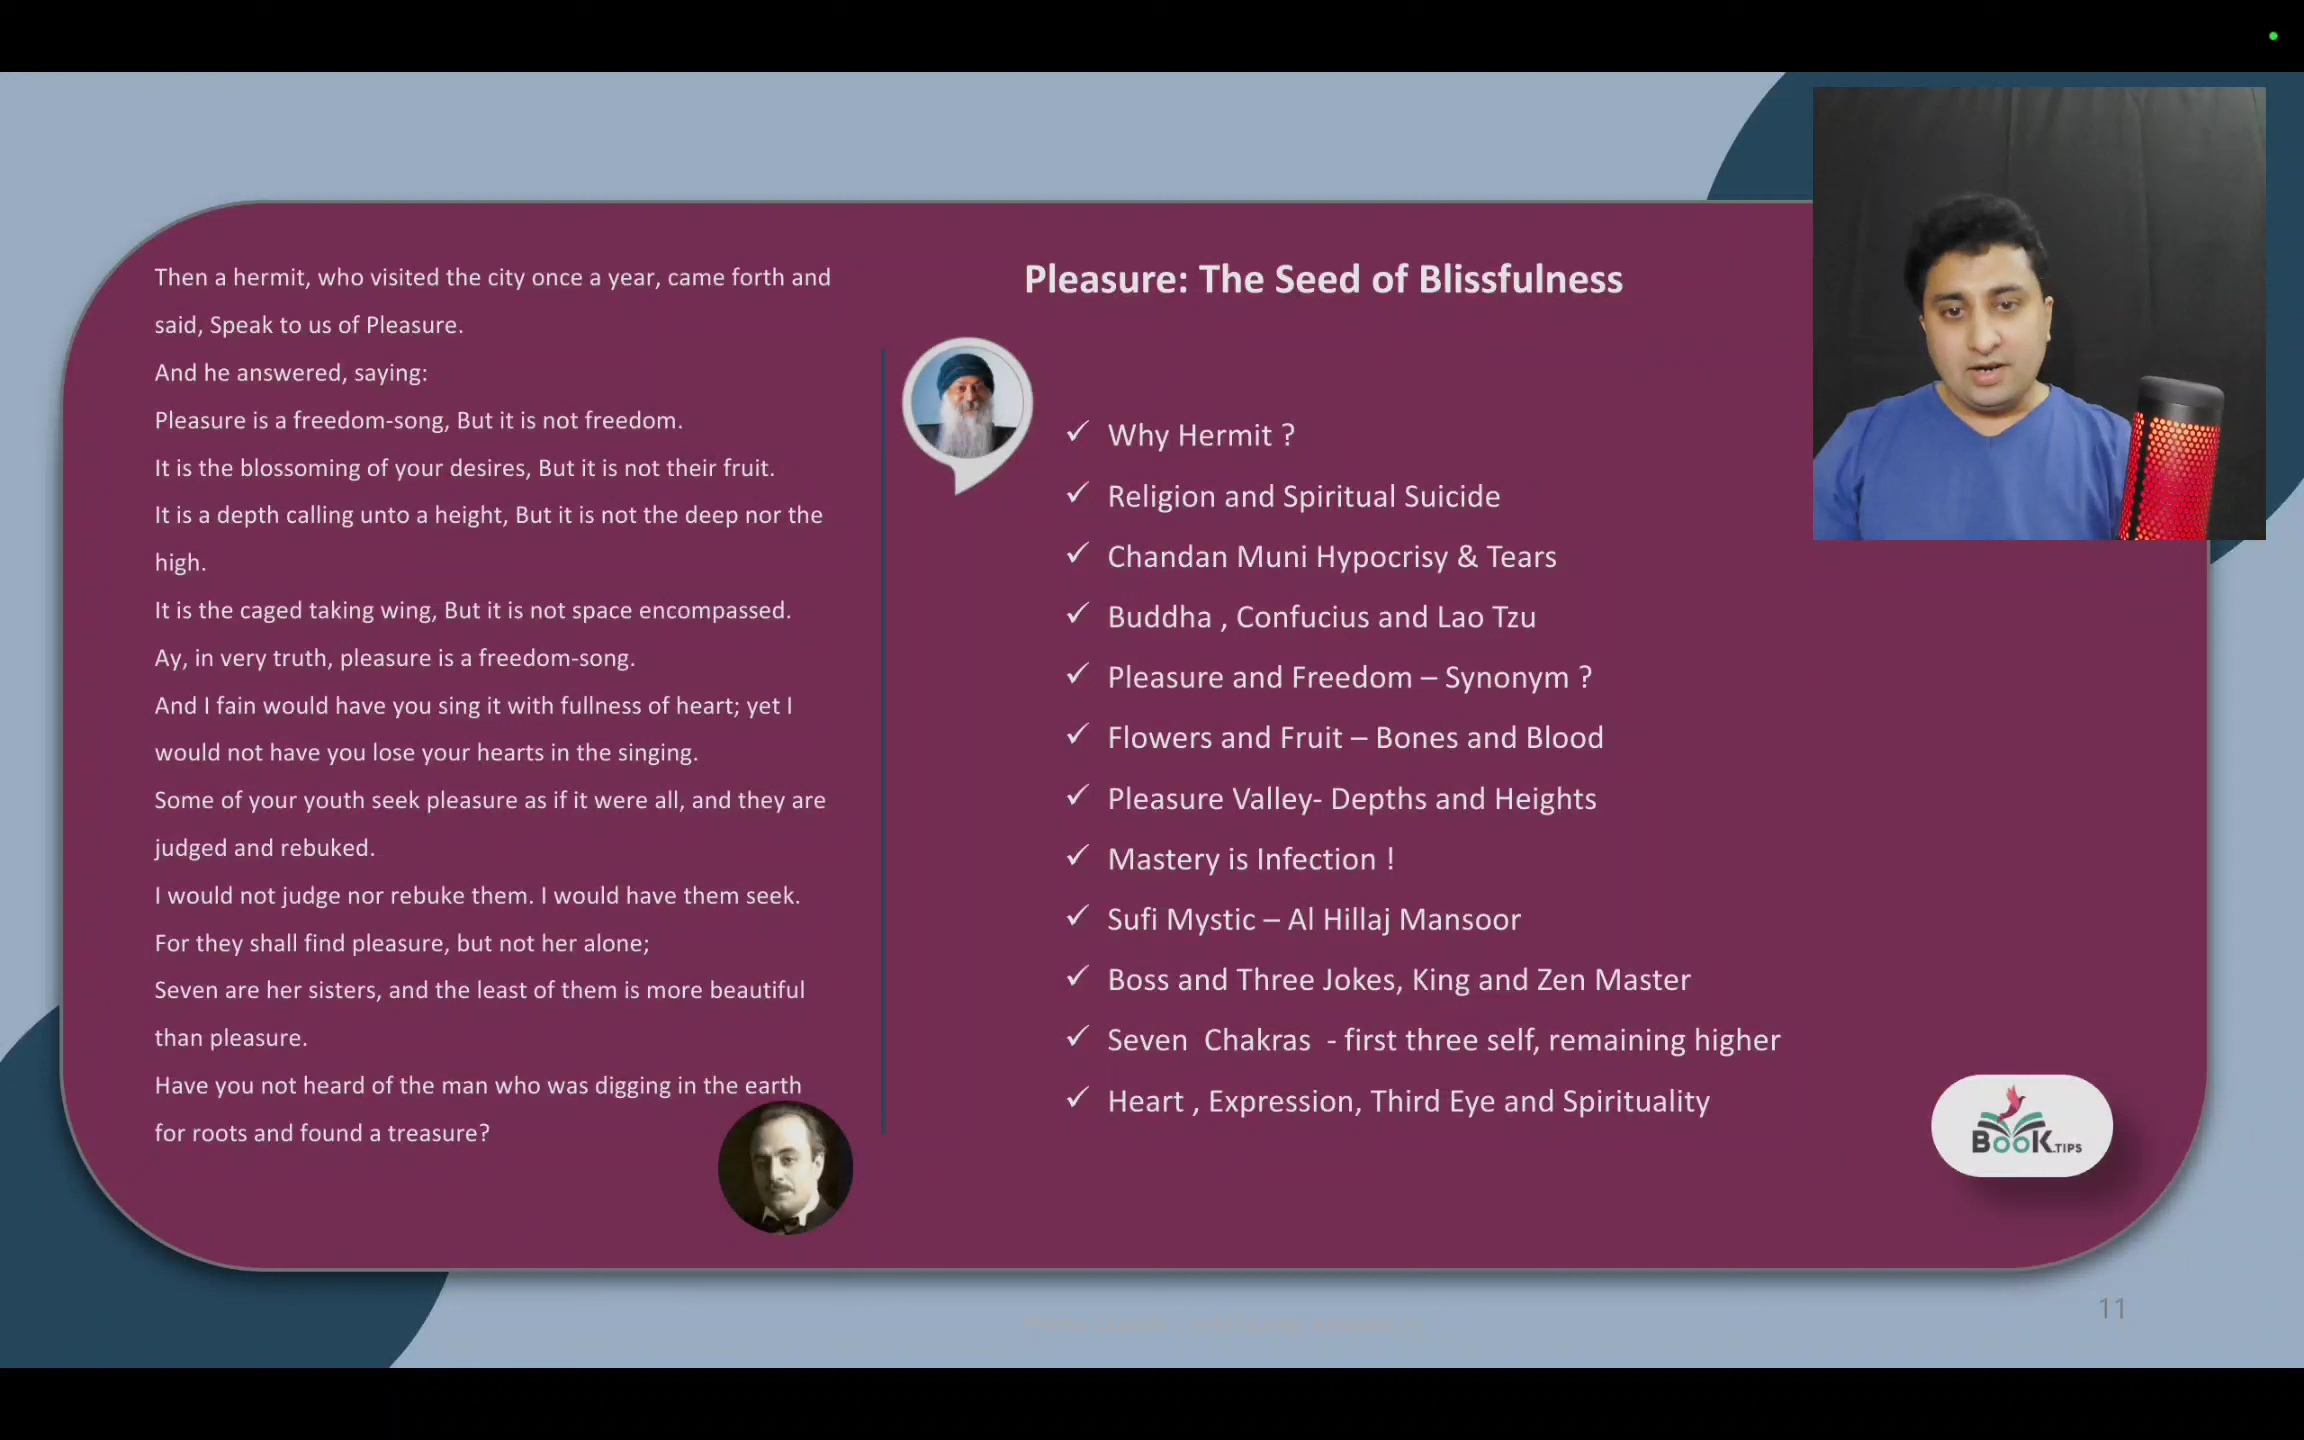 Then a hermit, who visited the city once a year, came forth and
said, Speak to us of Pleasure.
And he answered, saying:
Pleasure is a freedom-song, But it is not freedom.
It is the blossoming of your desires, But it is not their fruit.
It is a depth calling unto a height, But it is not the deep nor the
high.
It is the caged taking wing, But it is not space encompassed.
Ay, in very truth, pleasure is a freedom-song.
And I fain would have you sing it with fullness of heart; yet I
would not have you lose your hearts in the singing.
Some of your youth seek pleasure as if it were all, and they are
judged and rebuked.
I would not judge nor rebuke them. I would have them seek.
For they shall find pleasure, but not her alone;
Seven are her sisters, and the least of them is more beautiful
than pleasure.
Have you not heard of the man who was digging in the earth
for roots and found a treasure?
Pleasure: The Seed of Blissfulness
✓ Why Hermit ?
✓ Religion and Spiritual Suicide
✓ Chandan Muni Hypocrisy & Tears
✓ Buddha , Confucius and Lao Tzu
✓ Pleasure and Freedom – Synonym ?
✓ Flowers and Fruit – Bones and Blood
✓ Pleasure Valley- Depths and Heights
✓ Mastery is Infection !
✓ Sufi Mystic – Al Hillaj Mansoor
✓ Boss and Three Jokes, King and Zen Master
✓ Seven Chakras - first three self, remaining higher
✓ Heart , Expression, Third Eye and Spirituality
BooK.TIPS
11